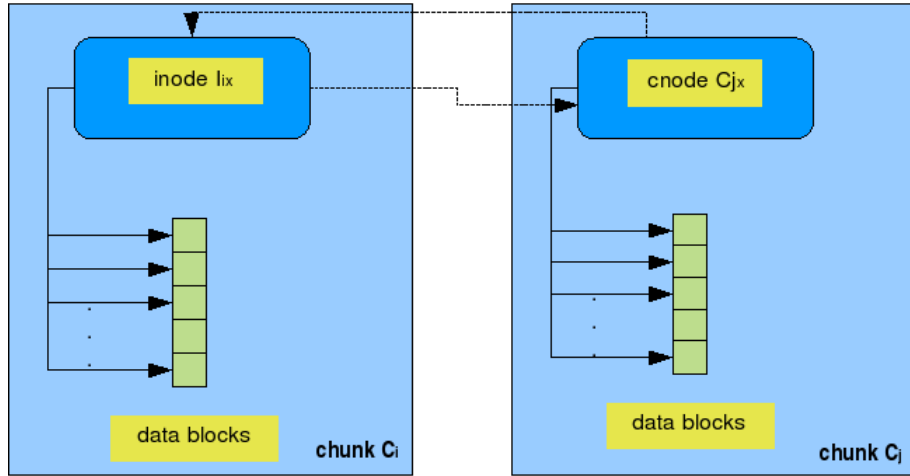 inode Iix
cnode Cjx
data blocks
data blocks
chunk Ci
chunk Cj